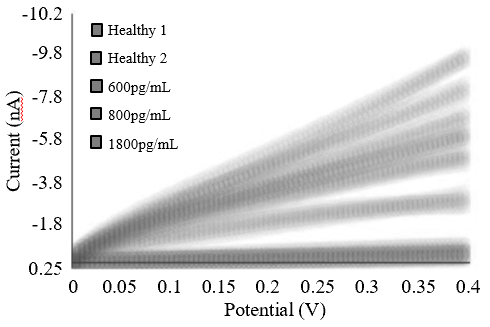 -10.2
-9.8
-7.8
-5.8
-3.8
-1.8
0.25
Current (nA)
Healthy 1
Healthy 2
600pg/mL
800pg/mL
1800pg/mL
0 0.05 0.1 0.15 0.2 0.25 0.3 0.35 0.4
Potential (V)